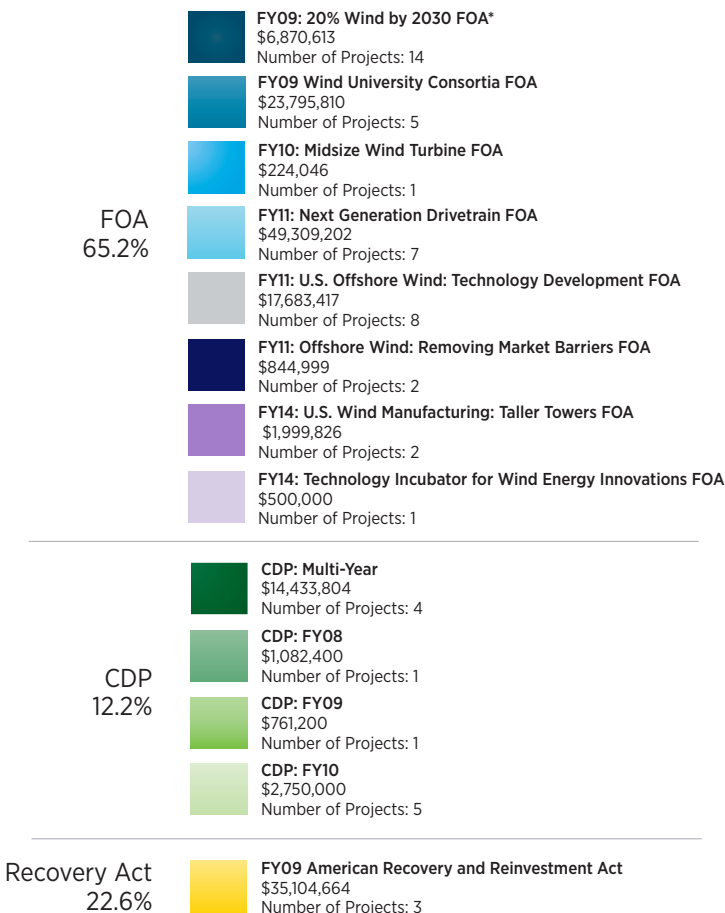 FY09: 20% Wind by 2030 FOA*
$6,870,613
Number of Projects: 14
FY09 Wind University Consortia FOA
$23,795,810
Number of Projects: 5
FY10: Midsize Wind Turbine FOA
$224,046
Number of Projects: 1
FOA
65.2%
FY11: Next Generation Drivetrain FOA
$49,309,202
Number of Projects: 7
FY11: U.S. Offshore Wind: Technology Development FOA
$17,683,417
Number of Projects: 8
FY11: Offshore Wind: Removing Market Barriers FOA
$844,999
Number of Projects: 2
FY14: U.S. Wind Manufacturing: Taller Towers FOA
$1,999,826
Number of Projects: 2
FY14: Technology Incubator for Wind Energy Innovations FOA
$500,000
Number of Projects: 1
CDP: Multi-Year
$14,433,804
Number of Projects: 4
CDP: FY08
$1,082,400
Number of Projects: 1
CDP
12.2%
CDP: FY09
$761,200
Number of Projects: 1
CDP: FY10
$2,750,000
Number of Projects: 5
Recovery Act
22.6%
FY09 American Recovery and Reinvestment Act
$35,104,664
Number of Projects: 3